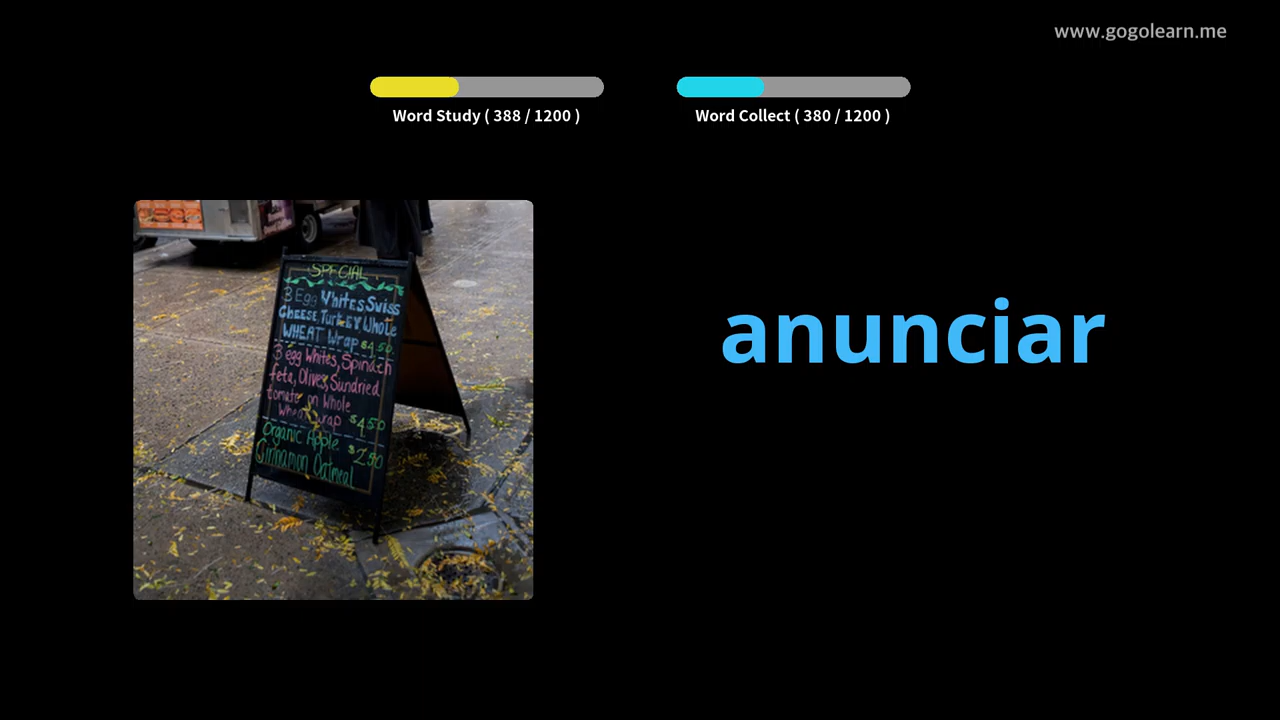 www.gogolearn.me
Word Study ( 388 / 1200 )
Word Collect ( 380 / 1200 )
SPECIAL
3 Egg Whites, Swiss
Cheese, Turkey Whole
WHEAT Wrap $4.50
3 egg Whites, Spinach
feta, Olives, Sundried
tomato on Whole
Wheat Wrap $4.50
Organic Apple
Cinnamon Oatmeal $2.50
anunciar